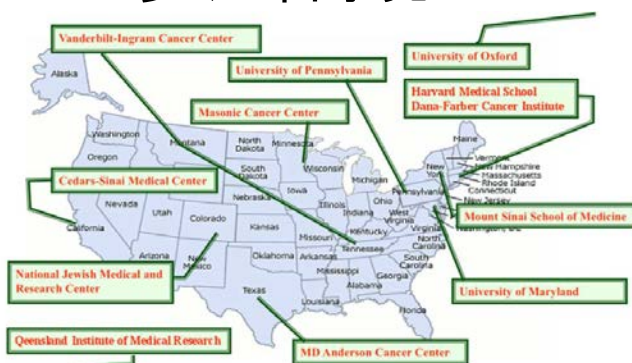 Vanderbilt-Ingram Cancer Center
University of Oxford
University of Pennsylvania
Alaska
Harvard Medical School
Dana-Farber Cancer Institute
Masonic Cancer Center
Maine
Washington
Montana
North
Dakota
Minnesota
Vermont
New Hampshire
Massachusetts
Rhode Island
Connecticut
New Jersey
Oregon
South
Dakota
Wisconsin
Michigan
New
York
Cedars-Sinai Medical Center
Iowa
Pennsylvania
Nebraska
Nevada
Utah
Colorado
Illinois
Indiana
Ohio
West
Virginia
Virginia
Mount Sinai School of Medicine
California
Kansas
Missouri
Kentucky
Washington, DC
North
Carolina
Tennessee
Arizona
New
Mexico
Oklahoma
Arkansas
South
Carolina
National Jewish Medical and
Research Center
Mississippi
Alabama
Georgia
Texas
Louisiana
University of Maryland
Florida
Qeensland Institute of Medical Research
MD Anderson Cancer Center